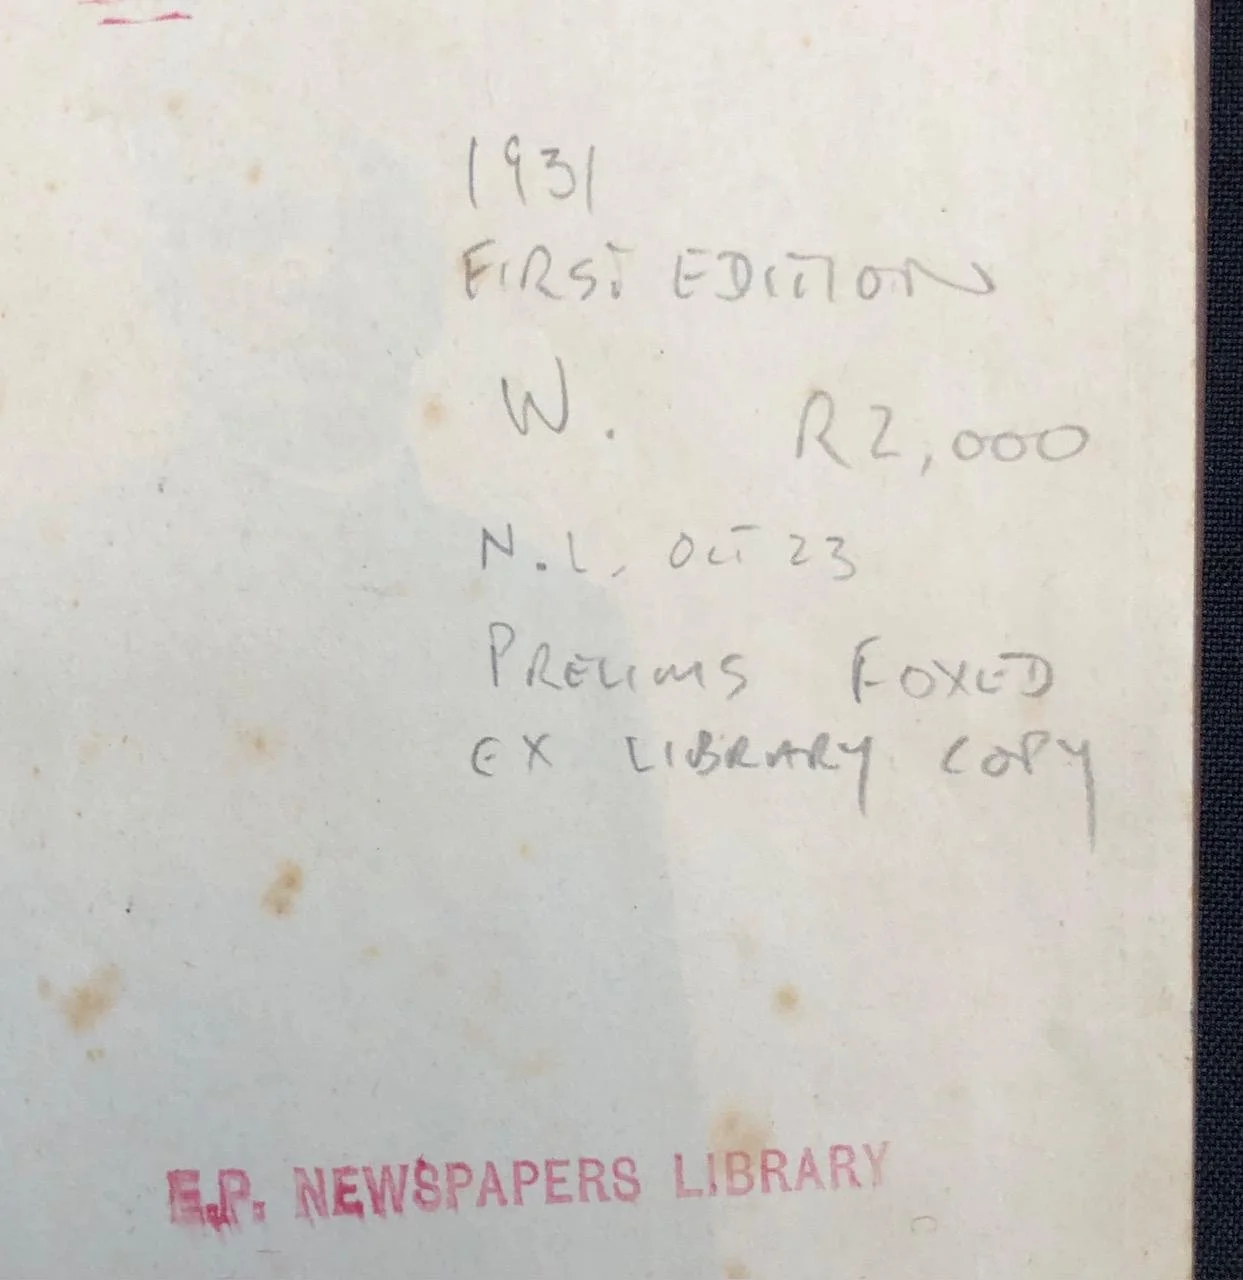 1931
FIRST EDITION
W. R2,000
N.L. OCT 23
PRELIMS FOXED
EX LIBRARY COPY
E.P. NEWSPAPERS LIBRARY